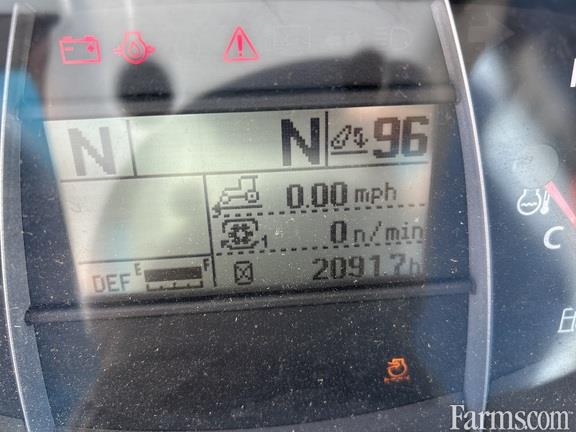 N N 96
0.00 mph
0 n/min
DEF E F 2091.7h
C
Farms.com